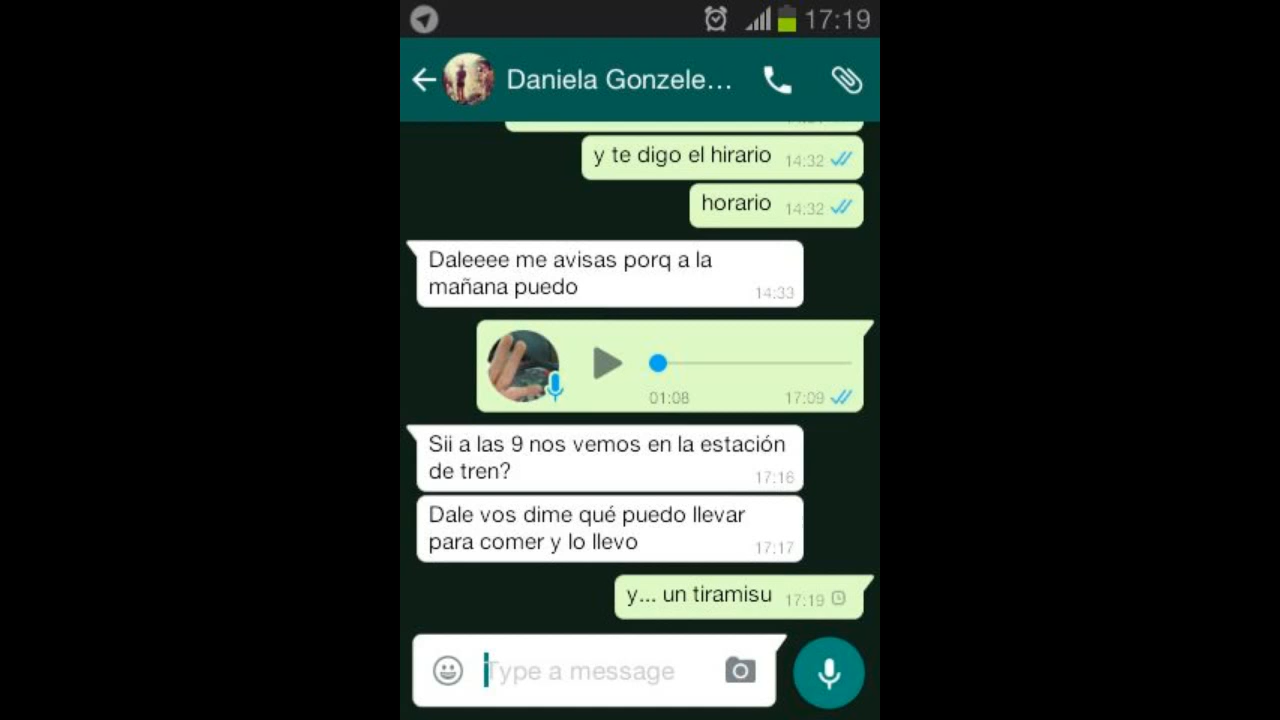 17:19
Daniela Gonzele...
y te digo el hirario 14:32
horario 14:32
Daleeee me avisas porq a la
mañana puedo 14:33
01:08 17:09
Sii a las 9 nos vemos en la estación
de tren? 17:16
Dale vos dime qué puedo llevar
para comer y lo llevo 17:17
y... un tiramisu 17:19
Type a message